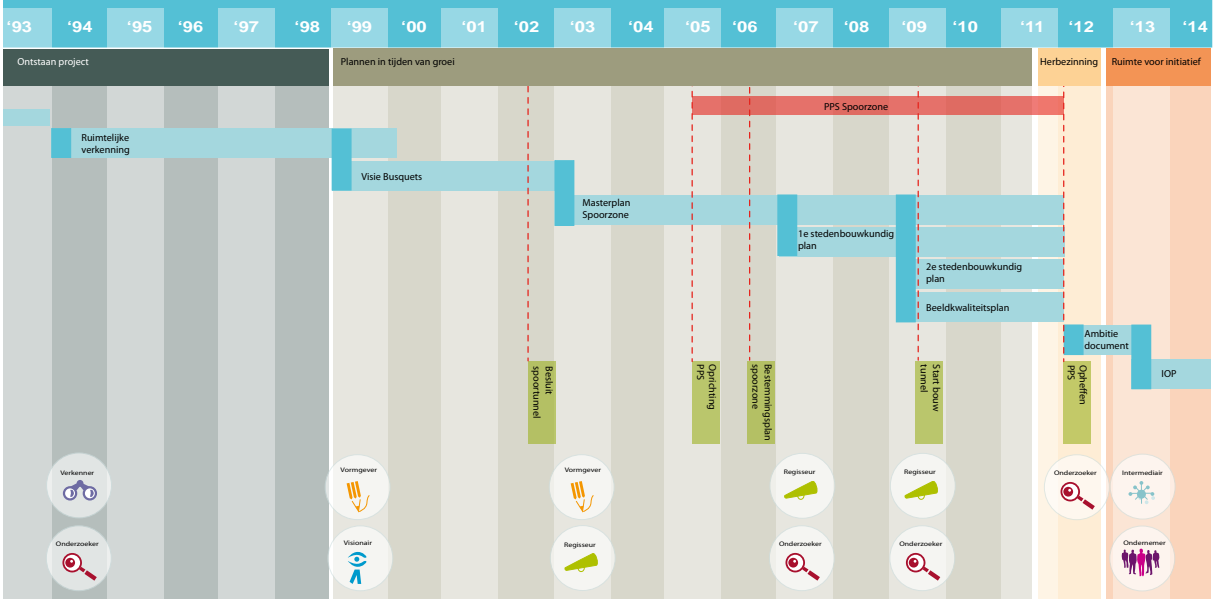 ‘93 ‘94 ‘95 ‘96 ‘97 ‘98 ‘99 ‘00 ‘01 ‘02 ‘03 ‘04 ‘05 ‘06 ‘07 ‘08 ‘09 ‘10 ‘11 ‘12 ‘13 ‘14
Ontstaan project
Plannen in tijden van groei
Herbezinning
Ruimte voor initiatief
PPS Spoorzone
Ruimtelijke
verkenning
Visie Busquets
Masterplan
Spoorzone
1e stedenbouwkundig
plan
2e stedenbouwkundig
plan
Beeldkwaliteitsplan
Ambitie
document
IOP
Besluit
spoortunnel
Oprichting
PPS
Bestemmingsplan
spoorzone
Start bouw
tunnel
Opheffen
PPS
Verkenner
Vormgever
Vormgever
Regisseur
Regisseur
Onderzoeker
Intermediair
Onderzoeker
Visionair
Regisseur
Onderzoeker
Onderzoeker
Ondernemer